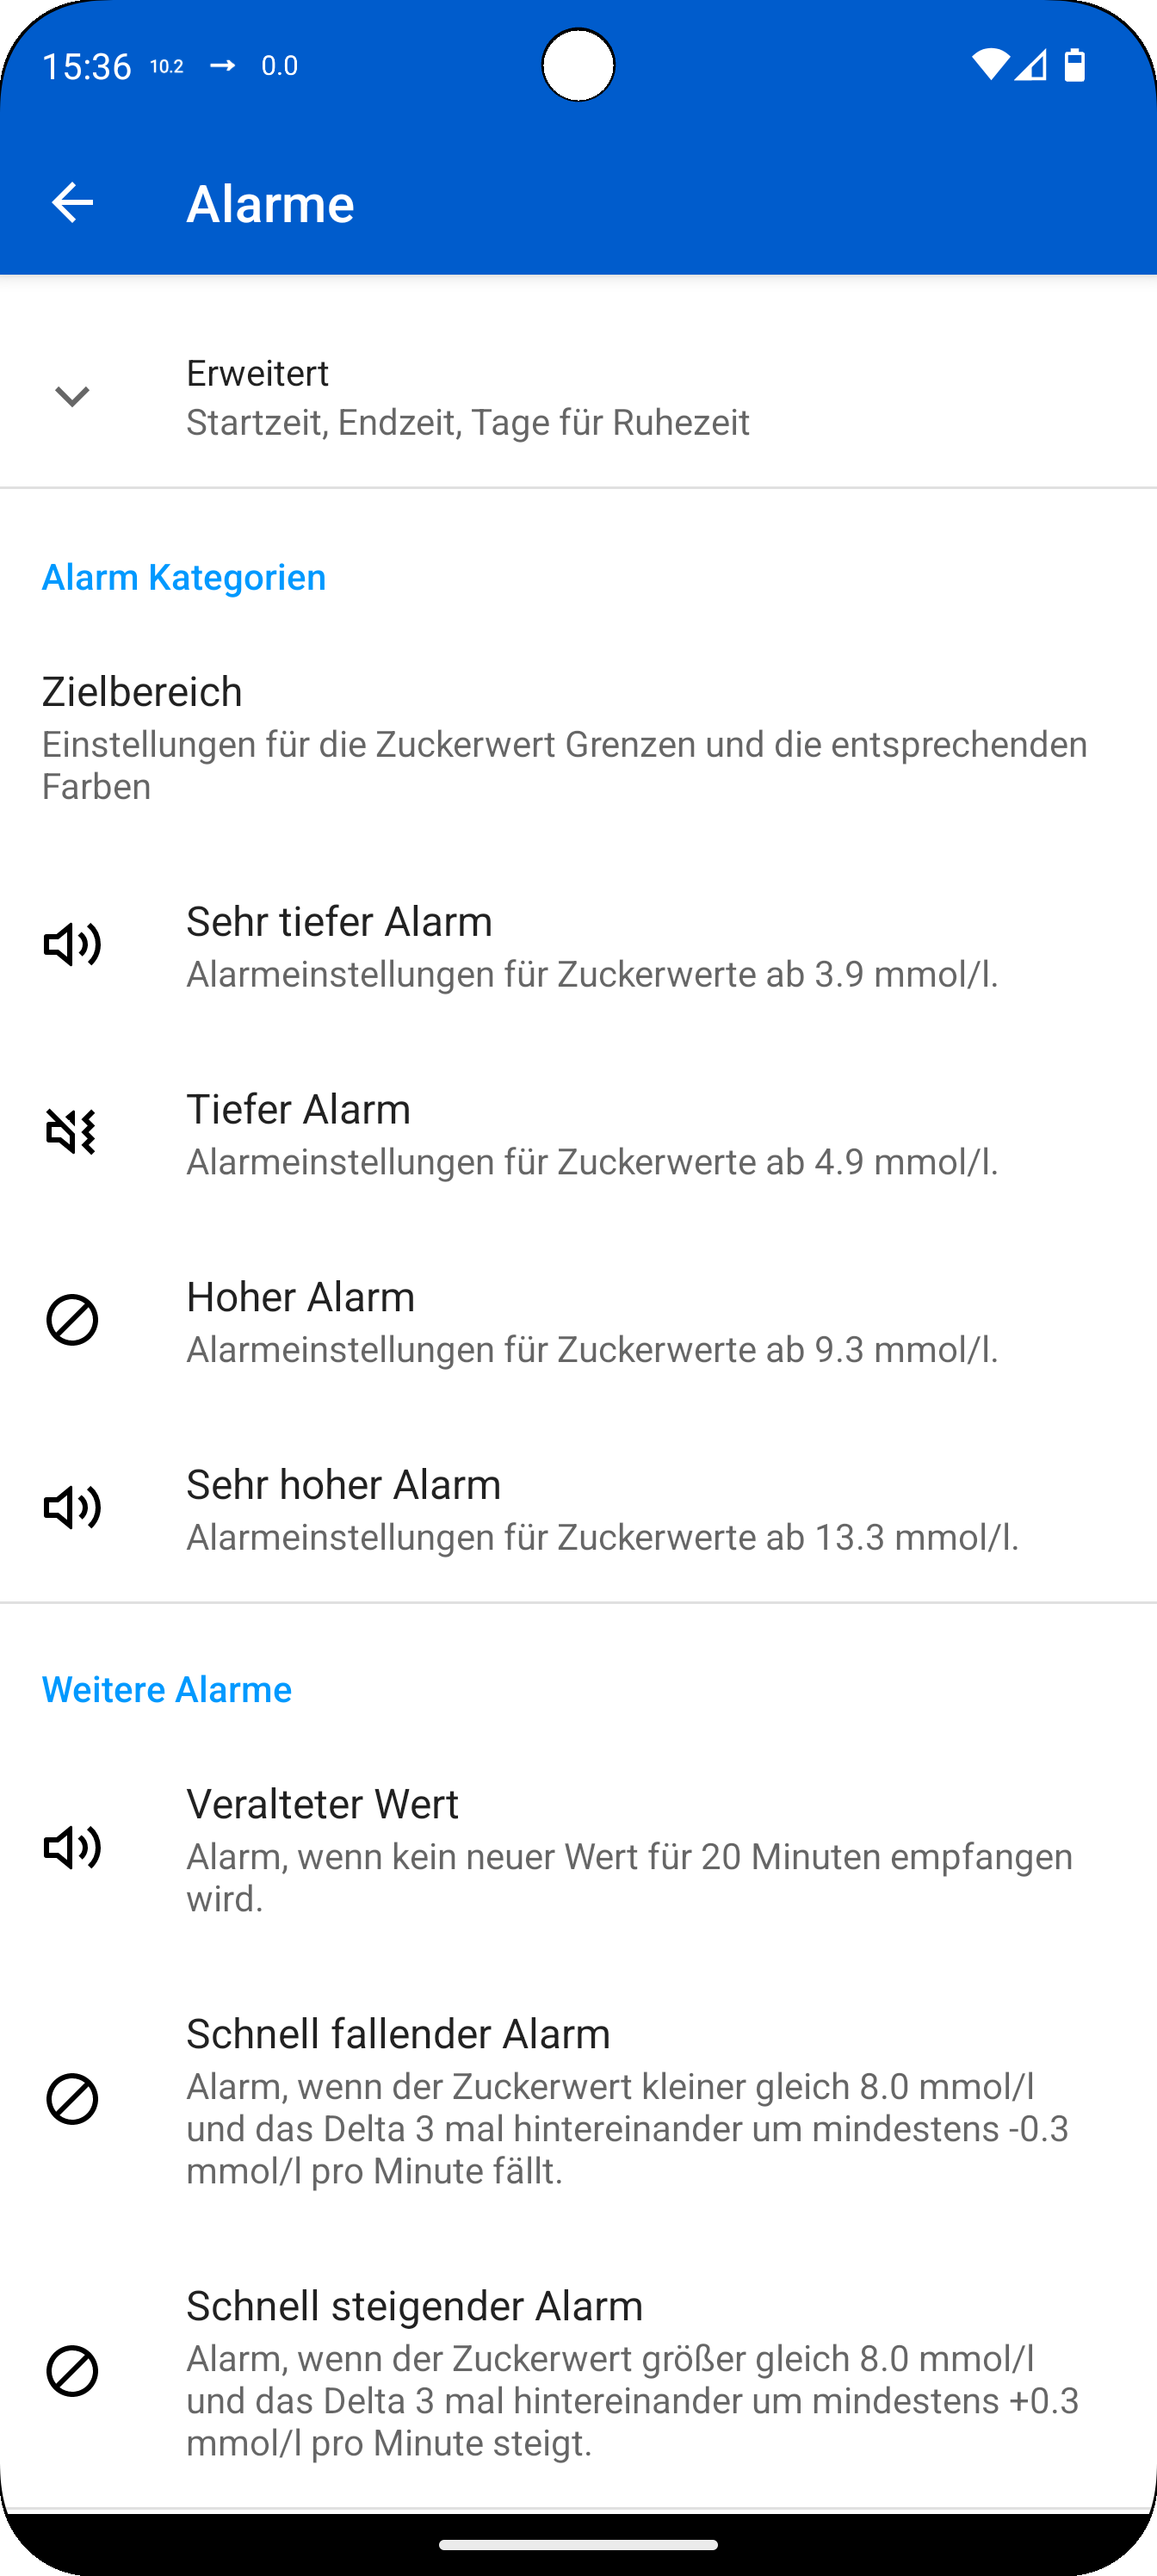 15:36 10.2 → 0.0
Alarme
Erweitert
Startzeit, Endzeit, Tage für Ruhezeit
Alarm Kategorien
Zielbereich
Einstellungen für die Zuckerwert Grenzen und die entsprechenden
Farben
Sehr tiefer Alarm
Alarmeinstellungen für Zuckerwerte ab 3.9 mmol/l.
Tiefer Alarm
Alarmeinstellungen für Zuckerwerte ab 4.9 mmol/l.
Hoher Alarm
Alarmeinstellungen für Zuckerwerte ab 9.3 mmol/l.
Sehr hoher Alarm
Alarmeinstellungen für Zuckerwerte ab 13.3 mmol/l.
Weitere Alarme
Veralteter Wert
Alarm, wenn kein neuer Wert für 20 Minuten empfangen
wird.
Schnell fallender Alarm
Alarm, wenn der Zuckerwert kleiner gleich 8.0 mmol/l
und das Delta 3 mal hintereinander um mindestens -0.3
mmol/l pro Minute fällt.
Schnell steigender Alarm
Alarm, wenn der Zuckerwert größer gleich 8.0 mmol/l
und das Delta 3 mal hintereinander um mindestens +0.3
mmol/l pro Minute steigt.